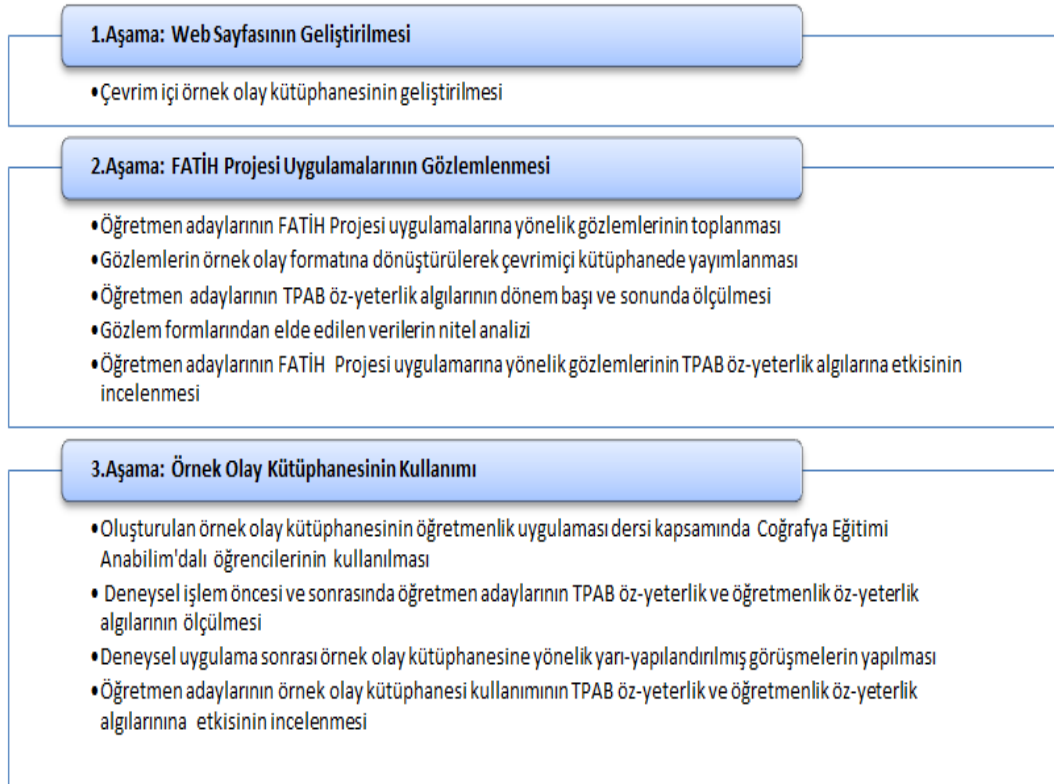 1.Aşama: Web Sayfasının Geliştirilmesi
•Çevrim içi örnek olay kütüphanesinin geliştirilmesi
2.Aşama: FATİH Projesi Uygulamalarının Gözlemlenmesi
•Öğretmen adaylarının FATİH Projesi uygulamalarına yönelik gözlemlerinin toplanması
•Gözlemlerin örnek olay formatına dönüştürülerek çevrimiçi kütüphanede yayımlanması
•Öğretmen adaylarının TPAB öz-yeterlik algılarının dönem başı ve sonunda ölçülmesi
•Gözlem formlarından elde edilen verilerin nitel analizi
•Öğretmen adaylarının FATİH Projesi uygulamarına yönelik gözlemlerinin TPAB öz-yeterlik algılarına etkisinin
incelenmesi
3.Aşama: Örnek Olay Kütüphanesinin Kullanımı
•Oluşturulan örnek olay kütüphanesinin öğretmenlik uygulaması dersi kapsamında Coğrafya Eğitimi
Anabilim'dalı öğrencilerinin kullanılması
• Deneysel işlem öncesi ve sonrasında öğretmen adaylarının TPAB öz-yeterlik ve öğretmenlik öz-yeterlik
algılarının ölçülmesi
•Deneysel uygulama sonrası örnek olay kütüphanesine yönelik yarı-yapılandırılmış görüşmelerin yapılması
•Öğretmen adaylarının örnek olay kütüphanesi kullanımının TPAB öz-yeterlik ve öğretmenlik öz-yeterlik
algılarınına etkisinin incelenmesi